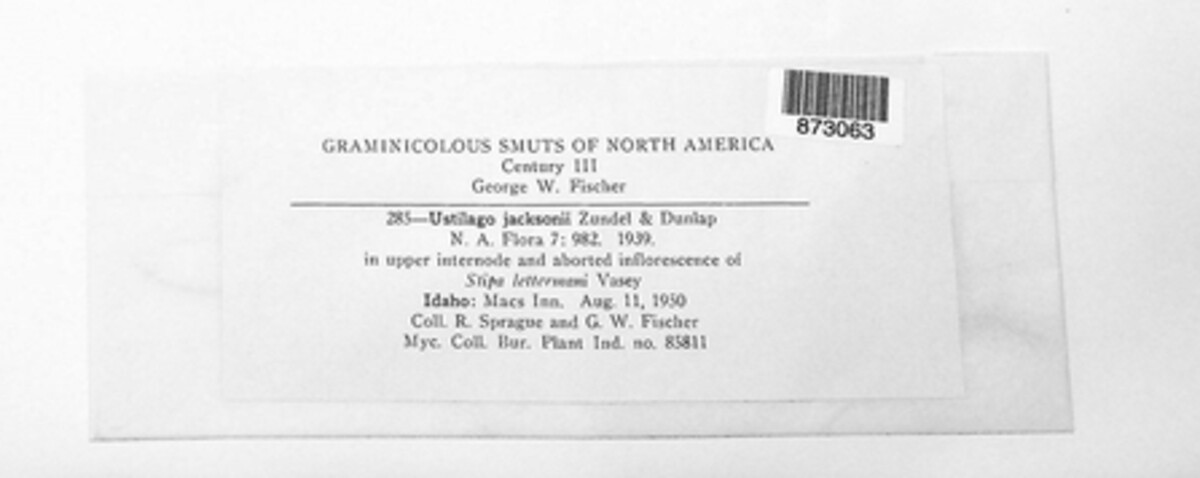 873063
GRAMINICOLOUS SMUTS OF NORTH AMERICA
Century III
George W. Fischer
285—Ustilago jacksonii Zundel & Dunlap
N. A. Flora 7: 982. 1939.
in upper internode and aborted inflorescence of
Stipa lettermani Vasey
Idaho: Macs Inn. Aug. 11, 1950
Coll. R. Sprague and G. W. Fischer
Myc. Coll. Bur. Plant Ind. no. 85811